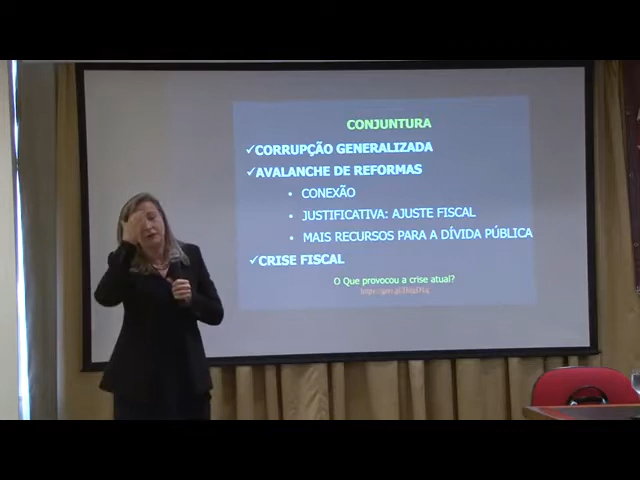 CONJUNTURA
✓CORRUPÇÃO GENERALIZADA
✓AVALANCHE DE REFORMAS
• CONEXÃO
• JUSTIFICATIVA: AJUSTE FISCAL
• MAIS RECURSOS PARA A DÍVIDA PÚBLICA
✓CRISE FISCAL
O Que provocou a crise atual?